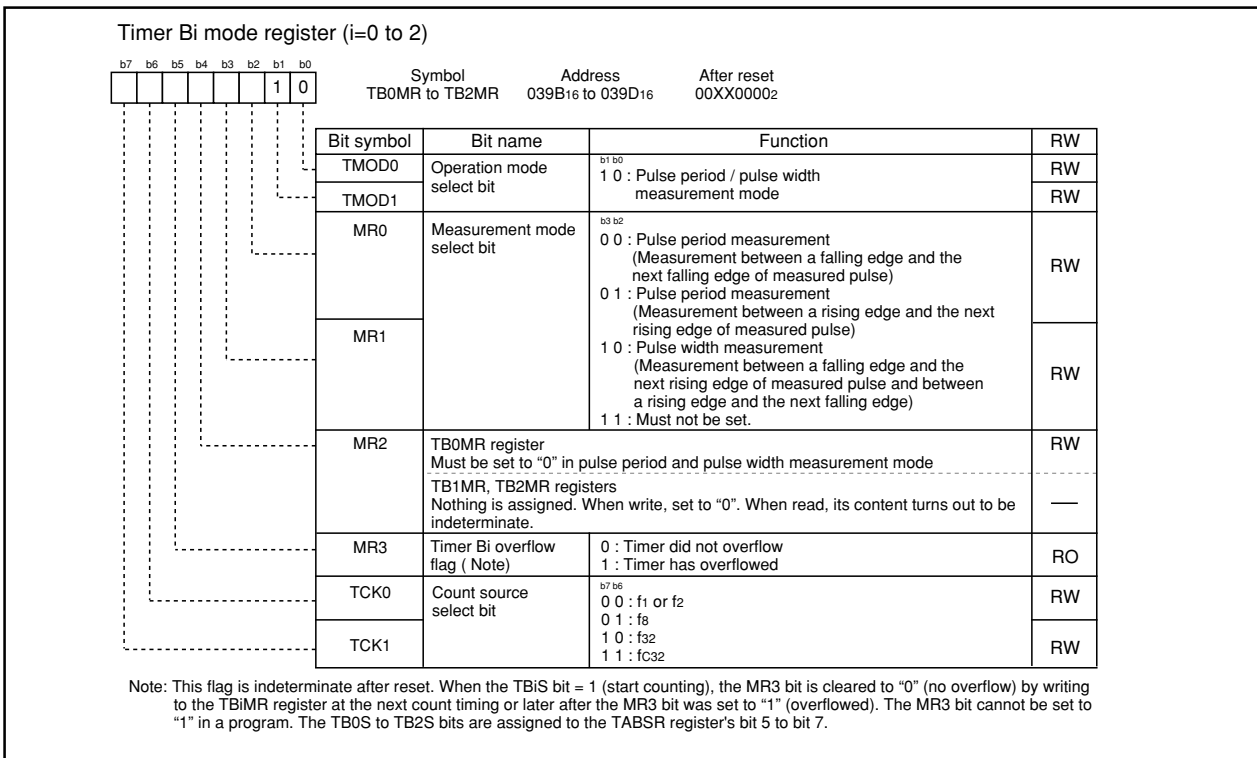 Timer Bi mode register (i=0 to 2)
b7 b6 b5 b4 b3 b2 b1 b0
1 0
Symbol Address After reset
TB0MR to TB2MR 039B16 to 039D16 00XX00002
Bit symbol Bit name Function RW
TMOD0 Operation mode select bit b1 b0
1 0 : Pulse period / pulse width measurement mode RW
TMOD1 RW
MR0 Measurement mode select bit b3 b2
0 0 : Pulse period measurement
(Measurement between a falling edge and the
next falling edge of measured pulse)
RW
0 1 : Pulse period measurement
(Measurement between a rising edge and the next
rising edge of measured pulse)
MR1
1 0 : Pulse width measurement
(Measurement between a falling edge and the
next rising edge of measured pulse and between
a rising edge and the next falling edge)
RW
1 1 : Must not be set.
MR2 TB0MR register RW
Must be set to “0” in pulse period and pulse width measurement mode
TB1MR, TB2MR registers
Nothing is assigned. When write, set to “0”. When read, its content turns out to be
indeterminate.
—
MR3 Timer Bi overflow flag ( Note) 0 : Timer did not overflow
1 : Timer has overflowed RO
TCK0 Count source select bit b7 b6
0 0 : f1 or f2 RW
0 1 : f8
TCK1 1 0 : f32
1 1 : fC32 RW
Note: This flag is indeterminate after reset. When the TBiS bit = 1 (start counting), the MR3 bit is cleared to “0” (no overflow) by writing
to the TBiMR register at the next count timing or later after the MR3 bit was set to “1” (overflowed). The MR3 bit cannot be set to
“1” in a program. The TB0S to TB2S bits are assigned to the TABSR register's bit 5 to bit 7.